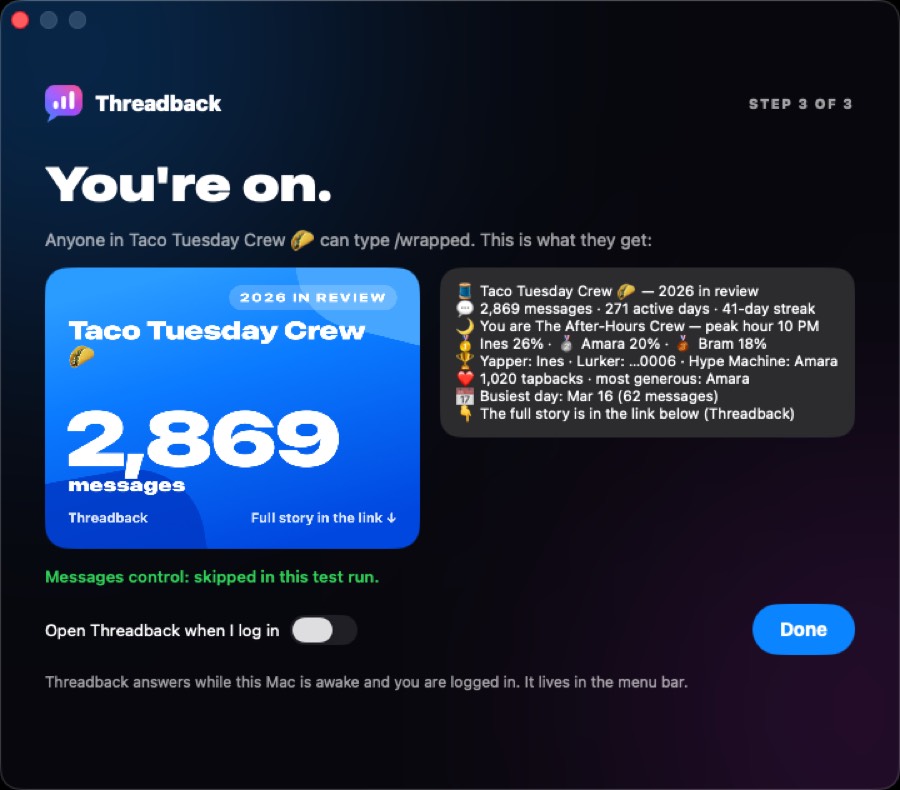 Threadback
STEP 3 OF 3
You're on.
Anyone in Taco Tuesday Crew 🌮 can type /wrapped. This is what they get:
2026 IN REVIEW
Taco Tuesday Crew
🌮
2,869
messages
Threadback
Full story in the link ↓
🧵 Taco Tuesday Crew 🌮 — 2026 in review
💬 2,869 messages · 271 active days · 41-day streak
🌙 You are The After-Hours Crew — peak hour 10 PM
🥇 Ines 26% · 🥈 Amara 20% · 🥉 Bram 18%
🏆 Yapper: Ines · Lurker: …0006 · Hype Machine: Amara
❤️ 1,020 tapbacks · most generous: Amara
📅 Busiest day: Mar 16 (62 messages)
👇 The full story is in the link below (Threadback)
Messages control: skipped in this test run.
Open Threadback when I log in
Done
Threadback answers while this Mac is awake and you are logged in. It lives in the menu bar.